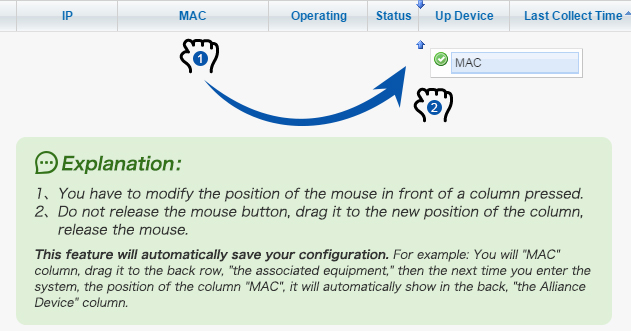 IP MAC Operating Status Up Device Last Collect Time
1
MAC
2
Explanation:
1、You have to modify the position of the mouse in front of a column pressed.
2、Do not release the mouse button, drag it to the new position of the column,
release the mouse.
This feature will automatically save your configuration. For example: You will "MAC"
column, drag it to the back row, "the associated equipment," then the next time you enter the
system, the position of the column "MAC", it will automatically show in the back, "the Alliance
Device" column.